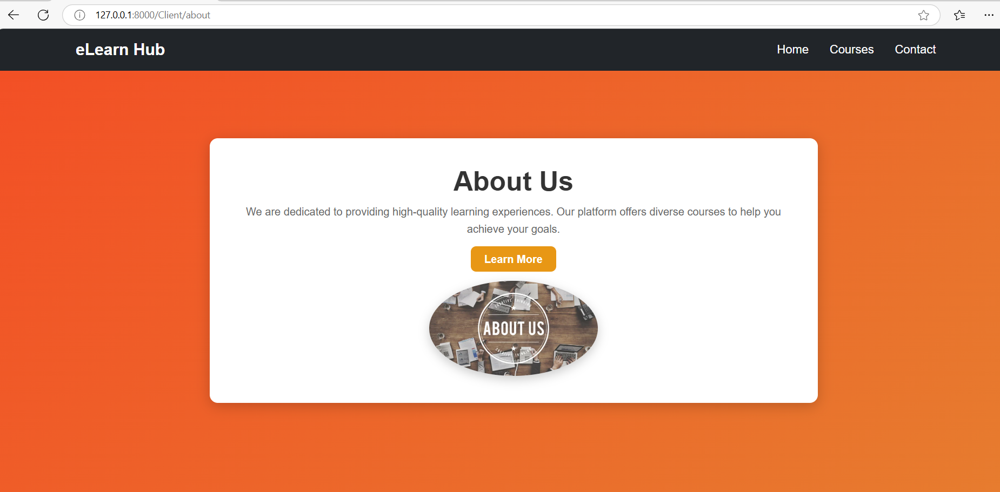 127.0.0.1:8000/Client/about
eLearn Hub
Home Courses Contact
About Us
We are dedicated to providing high-quality learning experiences. Our platform offers diverse courses to help you
achieve your goals.
Learn More
CREATIVE THINKING
ABOUT US
CREATIVE THINKING